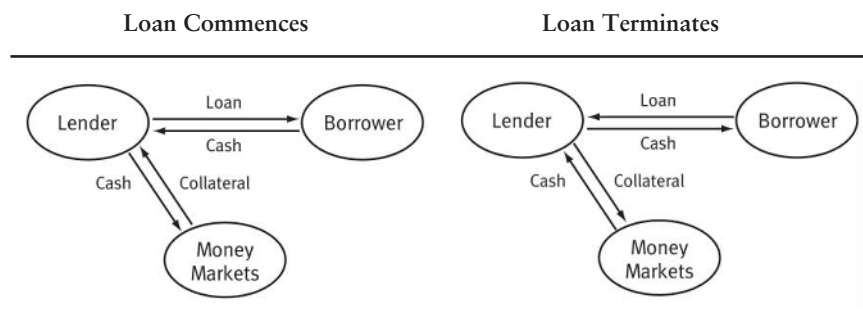 Loan Commences
Loan Terminates
Lender
Loan
Cash
Borrower
Cash
Collateral
Money
Markets
Lender
Loan
Cash
Borrower
Cash
Collateral
Money
Markets